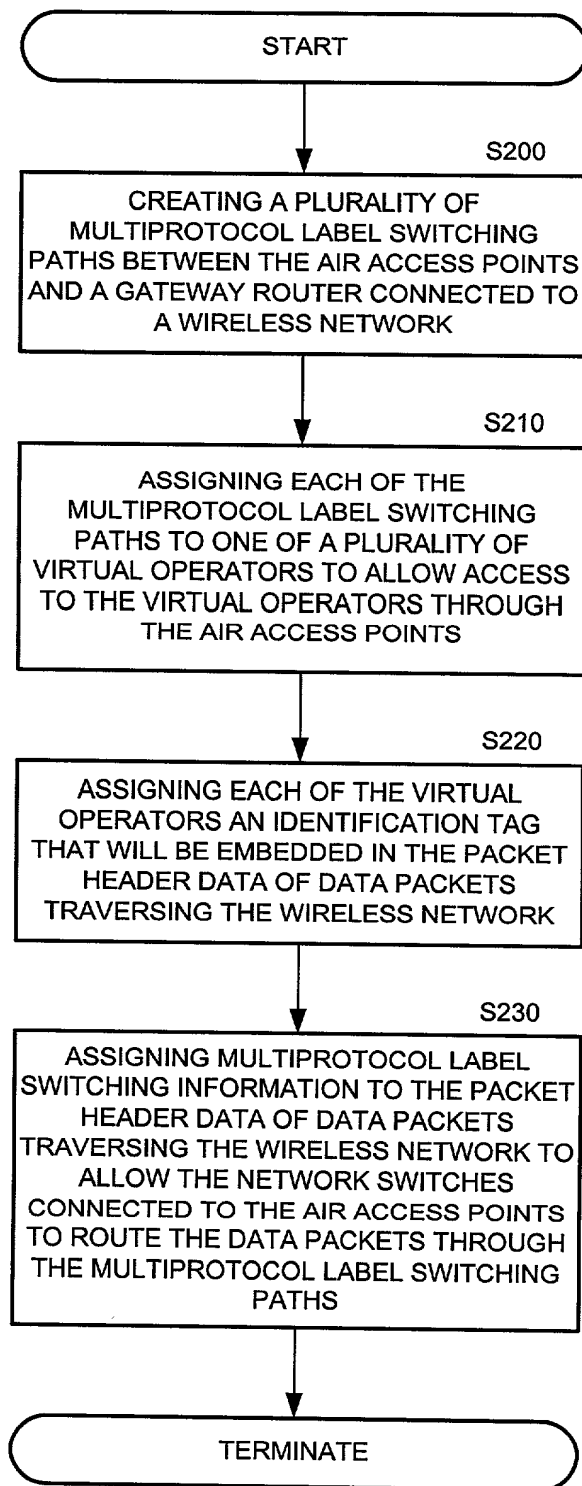 START
S200
CREATING A PLURALITY OF
MULTIPROTOCOL LABEL SWITCHING
PATHS BETWEEN THE AIR ACCESS POINTS
AND A GATEWAY ROUTER CONNECTED TO
A WIRELESS NETWORK
S210
ASSIGNING EACH OF THE
MULTIPROTOCOL LABEL SWITCHING
PATHS TO ONE OF A PLURALITY OF
VIRTUAL OPERATORS TO ALLOW ACCESS
TO THE VIRTUAL OPERATORS THROUGH
THE AIR ACCESS POINTS
S220
ASSIGNING EACH OF THE VIRTUAL
OPERATORS AN IDENTIFICATION TAG
THAT WILL BE EMBEDDED IN THE PACKET
HEADER DATA OF DATA PACKETS
TRAVERSING THE WIRELESS NETWORK
S230
ASSIGNING MULTIPROTOCOL LABEL
SWITCHING INFORMATION TO THE PACKET
HEADER DATA OF DATA PACKETS
TRAVERSING THE WIRELESS NETWORK TO
ALLOW THE NETWORK SWITCHES
CONNECTED TO THE AIR ACCESS POINTS
TO ROUTE THE DATA PACKETS THROUGH
THE MULTIPROTOCOL LABEL SWITCHING
PATHS
TERMINATE